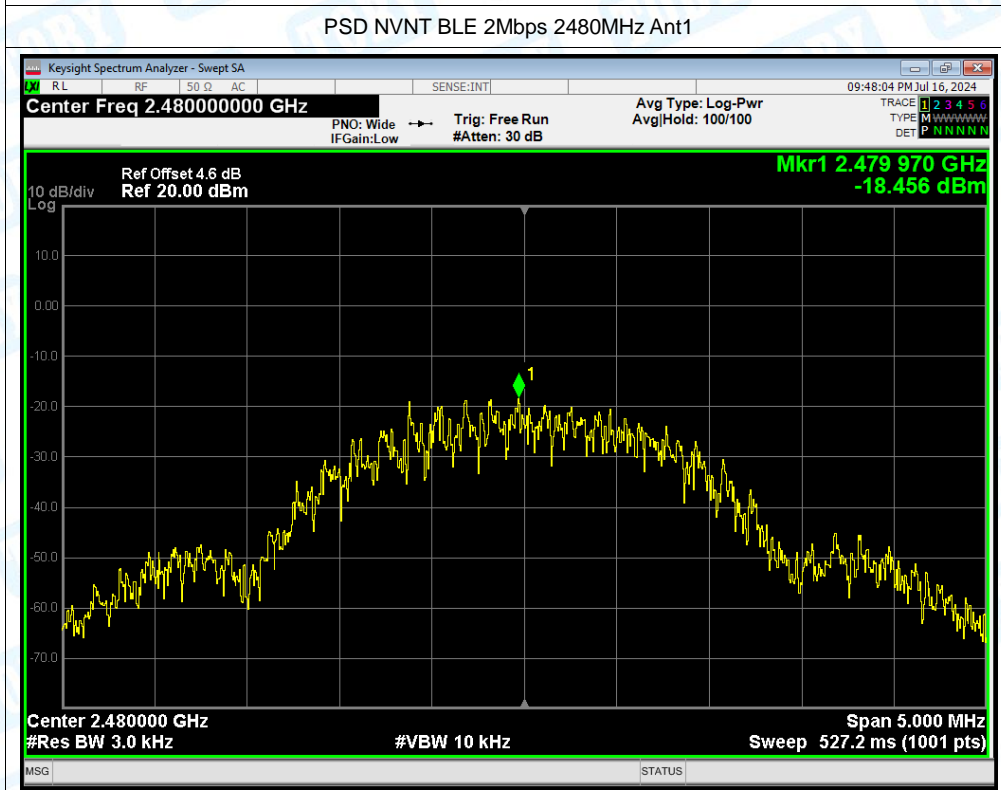 PSD NVNT BLE 2Mbps 2480MHz Ant1
Keysight Spectrum Analyzer - Swept SA
LXI RL RF 50 Ω AC SENSE:INT 09:48:04 PM Jul 16, 2024
Center Freq 2.480000000 GHz Avg Type: Log-Pwr TRACE 1 2 3 4 5 6
PNO: Wide Trig: Free Run Avg|Hold: 100/100 TYPE M WWWWW
IFGain:Low #Atten: 30 dB DET P N N N N N
Mkr1 2.479 970 GHz
Ref Offset 4.6 dB
10 dB/div Ref 20.00 dBm -18.456 dBm
Log
10.0
0.00
-10.0
1
-20.0
-30.0
-40.0
-50.0
-60.0
-70.0
Center 2.480000 GHz Span 5.000 MHz
#Res BW 3.0 kHz #VBW 10 kHz Sweep 527.2 ms (1001 pts)
MSG STATUS